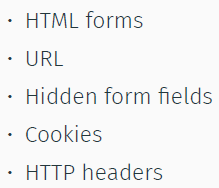 · HTML forms
· URL
· Hidden form fields
· Cookies
· HTTP headers